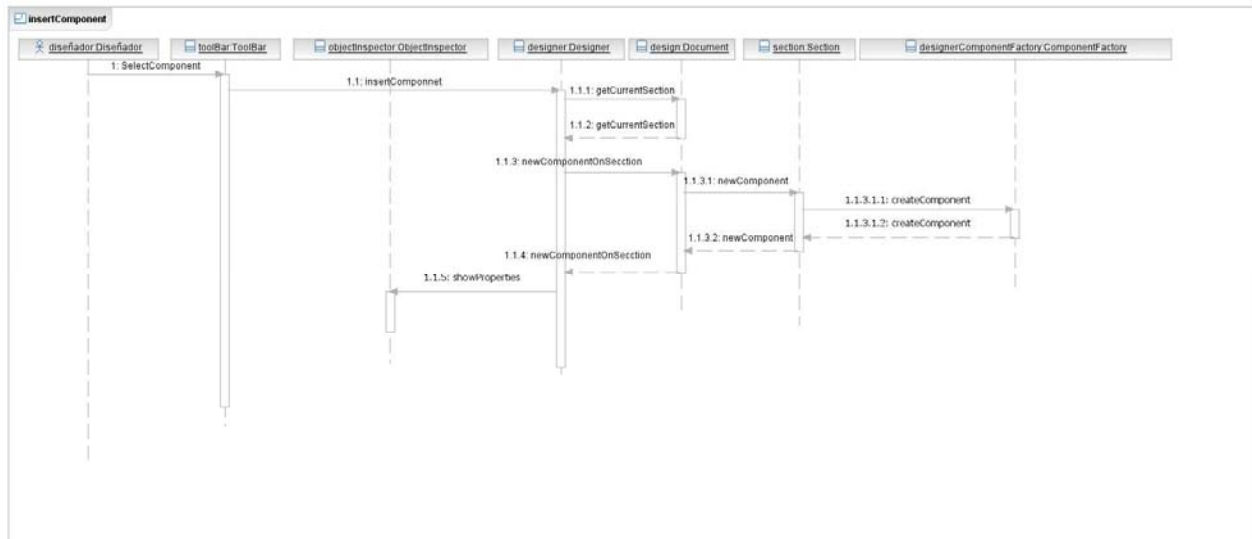 insertComponent
diseñador:Diseñador
toolBar:ToolBar
objectInspector:ObjectInspector
designer:Designer
design:Document
section:Section
designerComponentFactory:ComponentFactory
1: SelectComponent
1.1: insertComponnet
1.1.1: getCurrentSection
1.1.2: getCurrentSection
1.1.3: newComponentOnSecction
1.1.3.1: newComponent
1.1.3.1.1: createComponent
1.1.3.1.2: createComponent
1.1.3.2: newComponent
1.1.4: newComponentOnSecction
1.1.5: showProperties